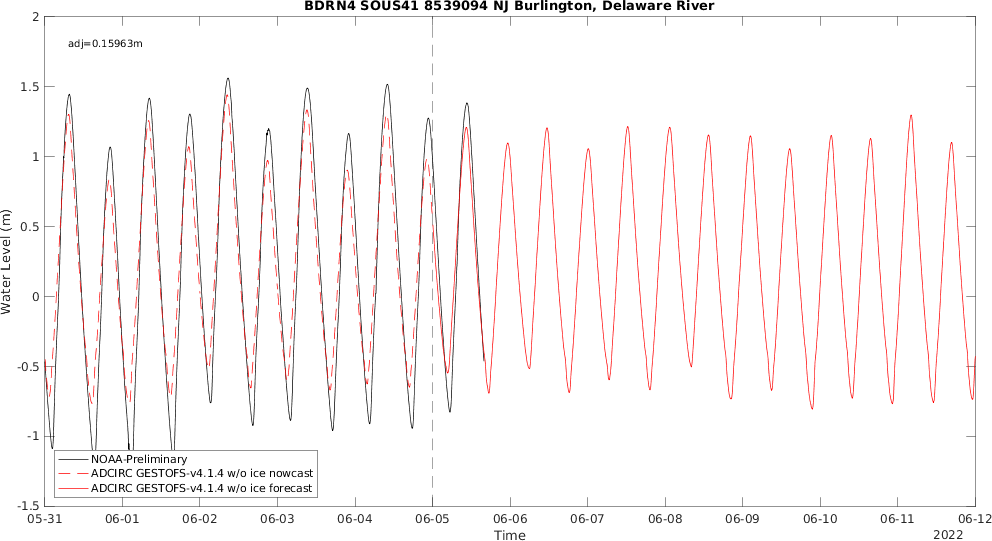 BDRN4 SOUS41 8539094 NJ Burlington, Delaware River
adj=0.15963m
2
1.5
1
0.5
0
-0.5
-1
-1.5
Water Level (m)
NOAA-Preliminary
ADCIRC GESTOFS-v4.1.4 w/o ice nowcast
ADCIRC GESTOFS-v4.1.4 w/o ice forecast
05-31 06-01 06-02 06-03 06-04 06-05 06-06 06-07 06-08 06-09 06-10 06-11 06-12
Time
2022